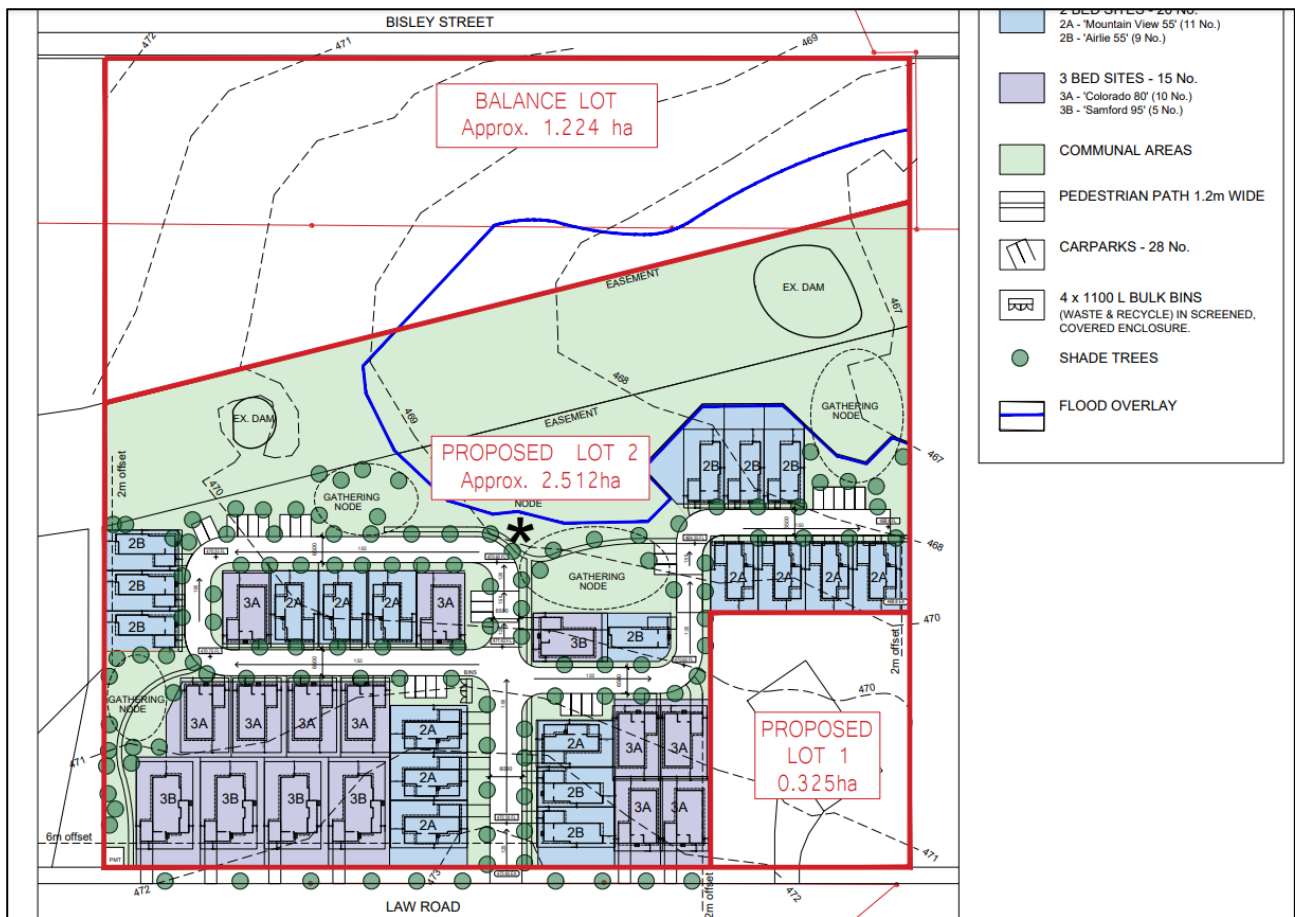 BISLEY STREET
472
471
469
BALANCE LOT
Approx. 1.224 ha
EASEMENT
EX. DAM
467
468
EX. DAM
469
EASEMENT
GATHERING
NODE
PROPOSED LOT 2
Approx. 2.512ha
NODE
2B
2B
2B
467
2m offset
470
GATHERING
NODE
468
2B
2B
2B
3A
2A
2A
2A
3A
GATHERING
NODE
2A
2A
2A
2A
3B
2B
470
2m offset
BINS
GATHERING
NODE
3A
3A
3A
3A
2A
2A
2A
2A
2B
2B
3A
3A
3A
3A
470
PROPOSED
LOT 1
0.325ha
471
3B
3B
3B
3B
6m offset
PMT
471
472
473
472
2m offset
LAW ROAD
2A - 'Mountain View 55' (11 No.)
2B - 'Airlie 55' (9 No.)
3 BED SITES - 15 No.
3A - 'Colorado 80' (10 No.)
3B - 'Samford 95' (5 No.)
COMMUNAL AREAS
PEDESTRIAN PATH 1.2m WIDE
CARPARKS - 28 No.
4 x 1100 L BULK BINS
(WASTE & RECYCLE) IN SCREENED,
COVERED ENCLOSURE.
SHADE TREES
FLOOD OVERLAY